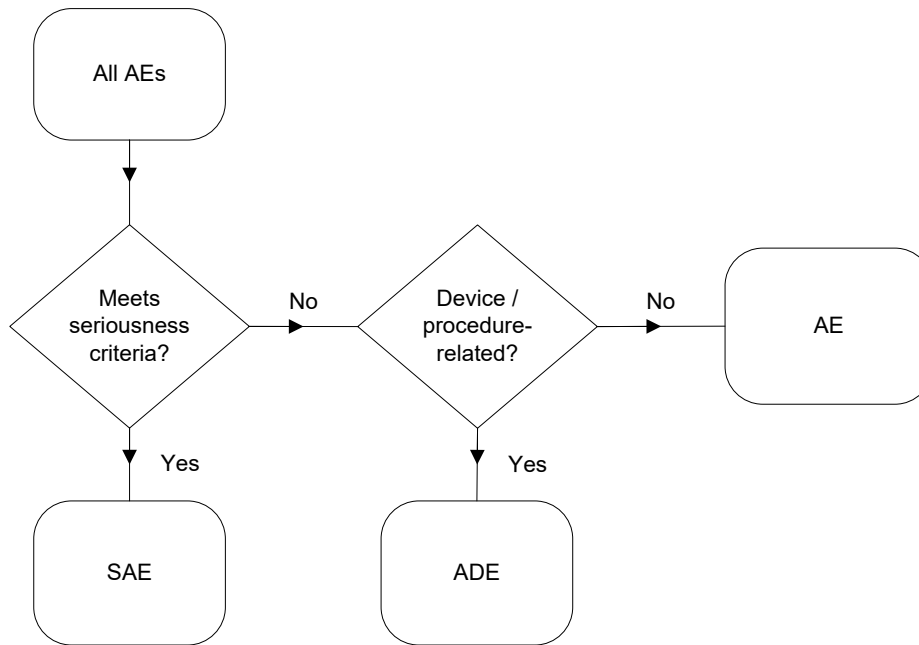 All AEs
Meets
seriousness
criteria?
No
Device /
procedure-
related?
No
AE
Yes
Yes
SAE
ADE